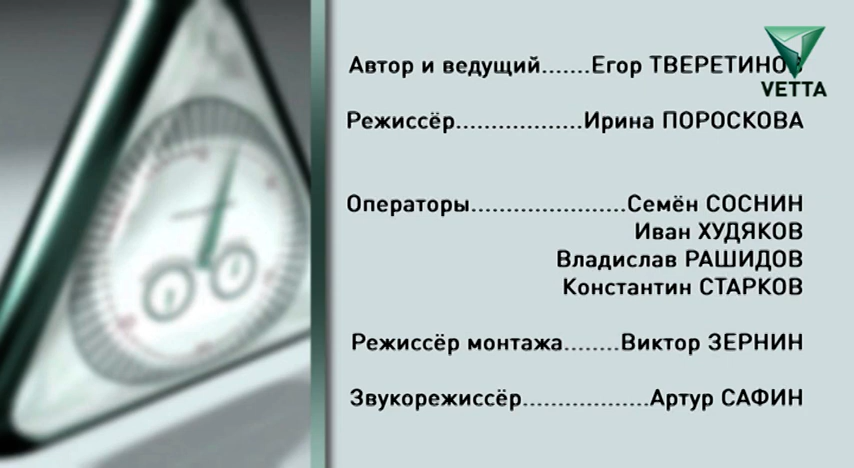 Автор и ведущий.......Егор ТВЕРЕТИНОВ
VETTA
Режиссёр..................Ирина ПОРОСКОВА
Операторы......................Семён СОСНИН
Иван ХУДЯКОВ
Владислав РАШИДОВ
Константин СТАРКОВ
Режиссёр монтажа........Виктор ЗЕРНИН
Звукорежиссёр..................Артур САФИН